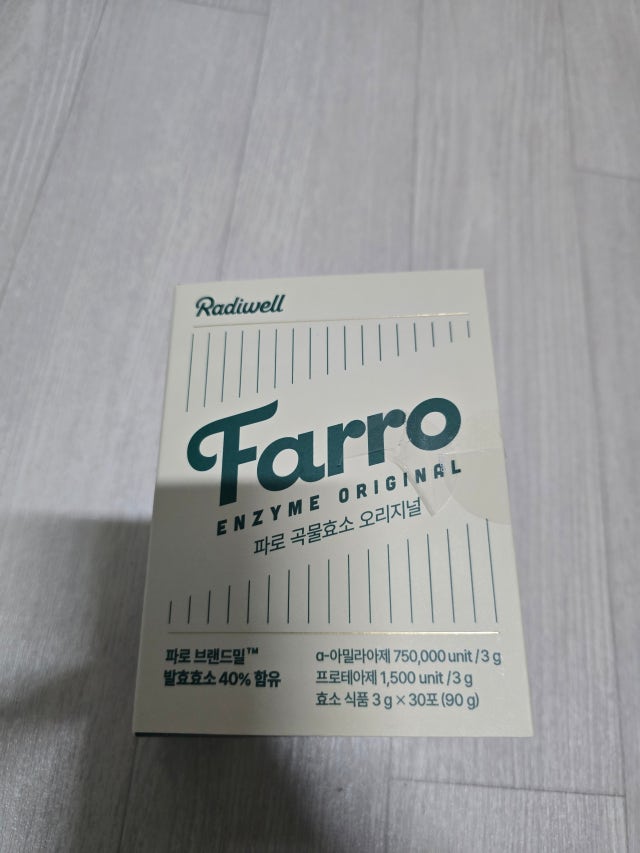 Radiwell
Farro
ENZYME ORIGINAL
파로 곡물효소 오리지널
파로 브랜드밀™
발효효소 40% 함유
α-아밀라아제 750,000 unit / 3 g
프로테아제 1,500 unit / 3 g
효소 식품 3 g × 30포 (90 g)